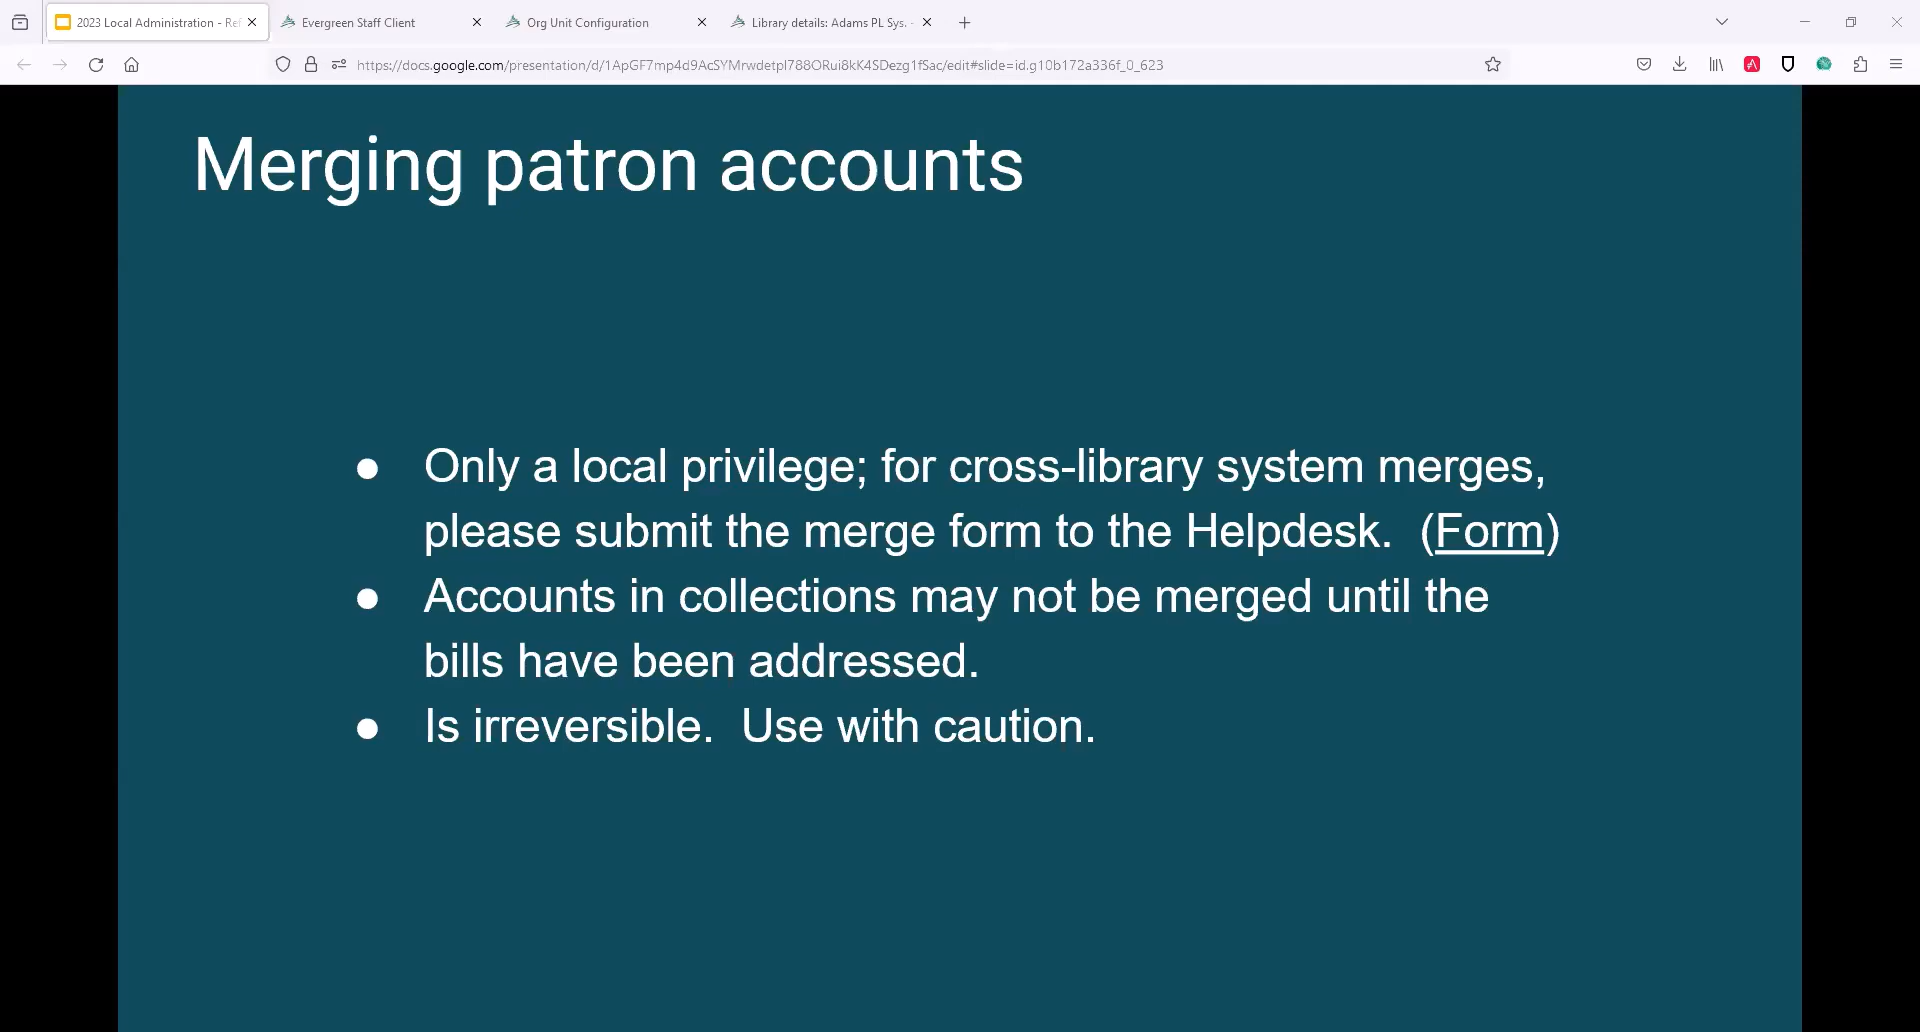 2023 Local Administration - Ref
Evergreen Staff Client
Org Unit Configuration
Library details: Adams PL Sys. -
https://docs.google.com/presentation/d/1ApGF7mp4d9AcSYMrwdetpI788ORui8kK4SDezg1fSac/edit#slide=id.g10b172a336f_0_623
Merging patron accounts
● Only a local privilege; for cross-library system merges,
please submit the merge form to the Helpdesk. (Form)
● Accounts in collections may not be merged until the
bills have been addressed.
● Is irreversible. Use with caution.